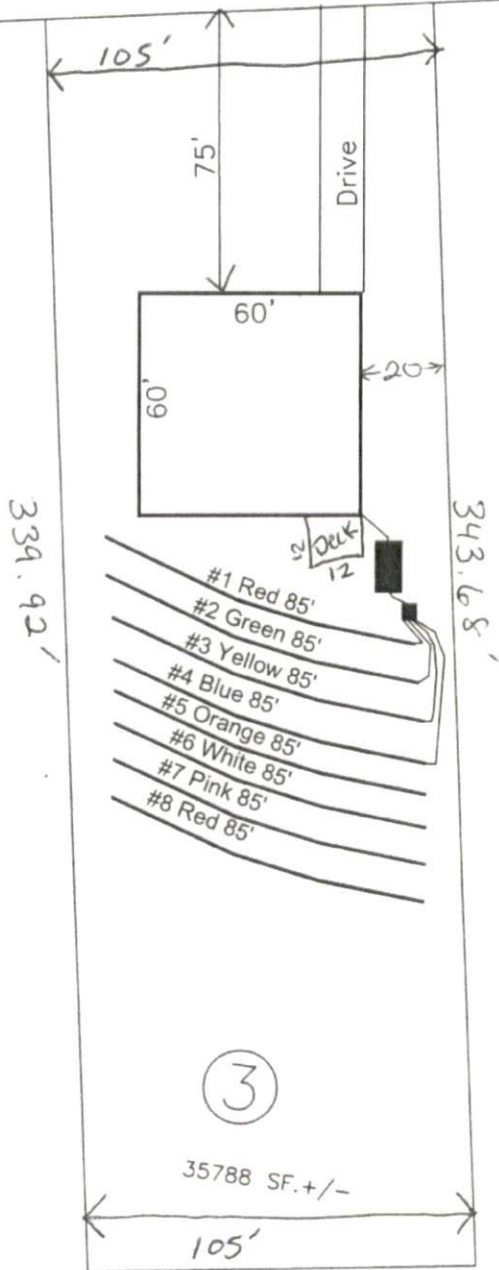 105'
75'
Drive
60'
60'
20
339.92'
343.68'
Deck
12
12
#1 Red 85'
#2 Green 85'
#3 Yellow 85'
#4 Blue 85'
#5 Orange 85'
#6 White 85'
#7 Pink 85'
#8 Red 85'
3
35788 SF.+/-
105'